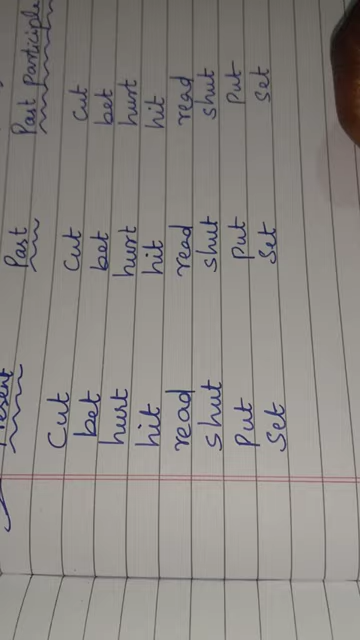 Present Past Past Participle
Cut cut cut
bet bet bet
hurt hurt hurt
hit hit hit
read read read
shut shut shut
Put Put Put
Set Set Set